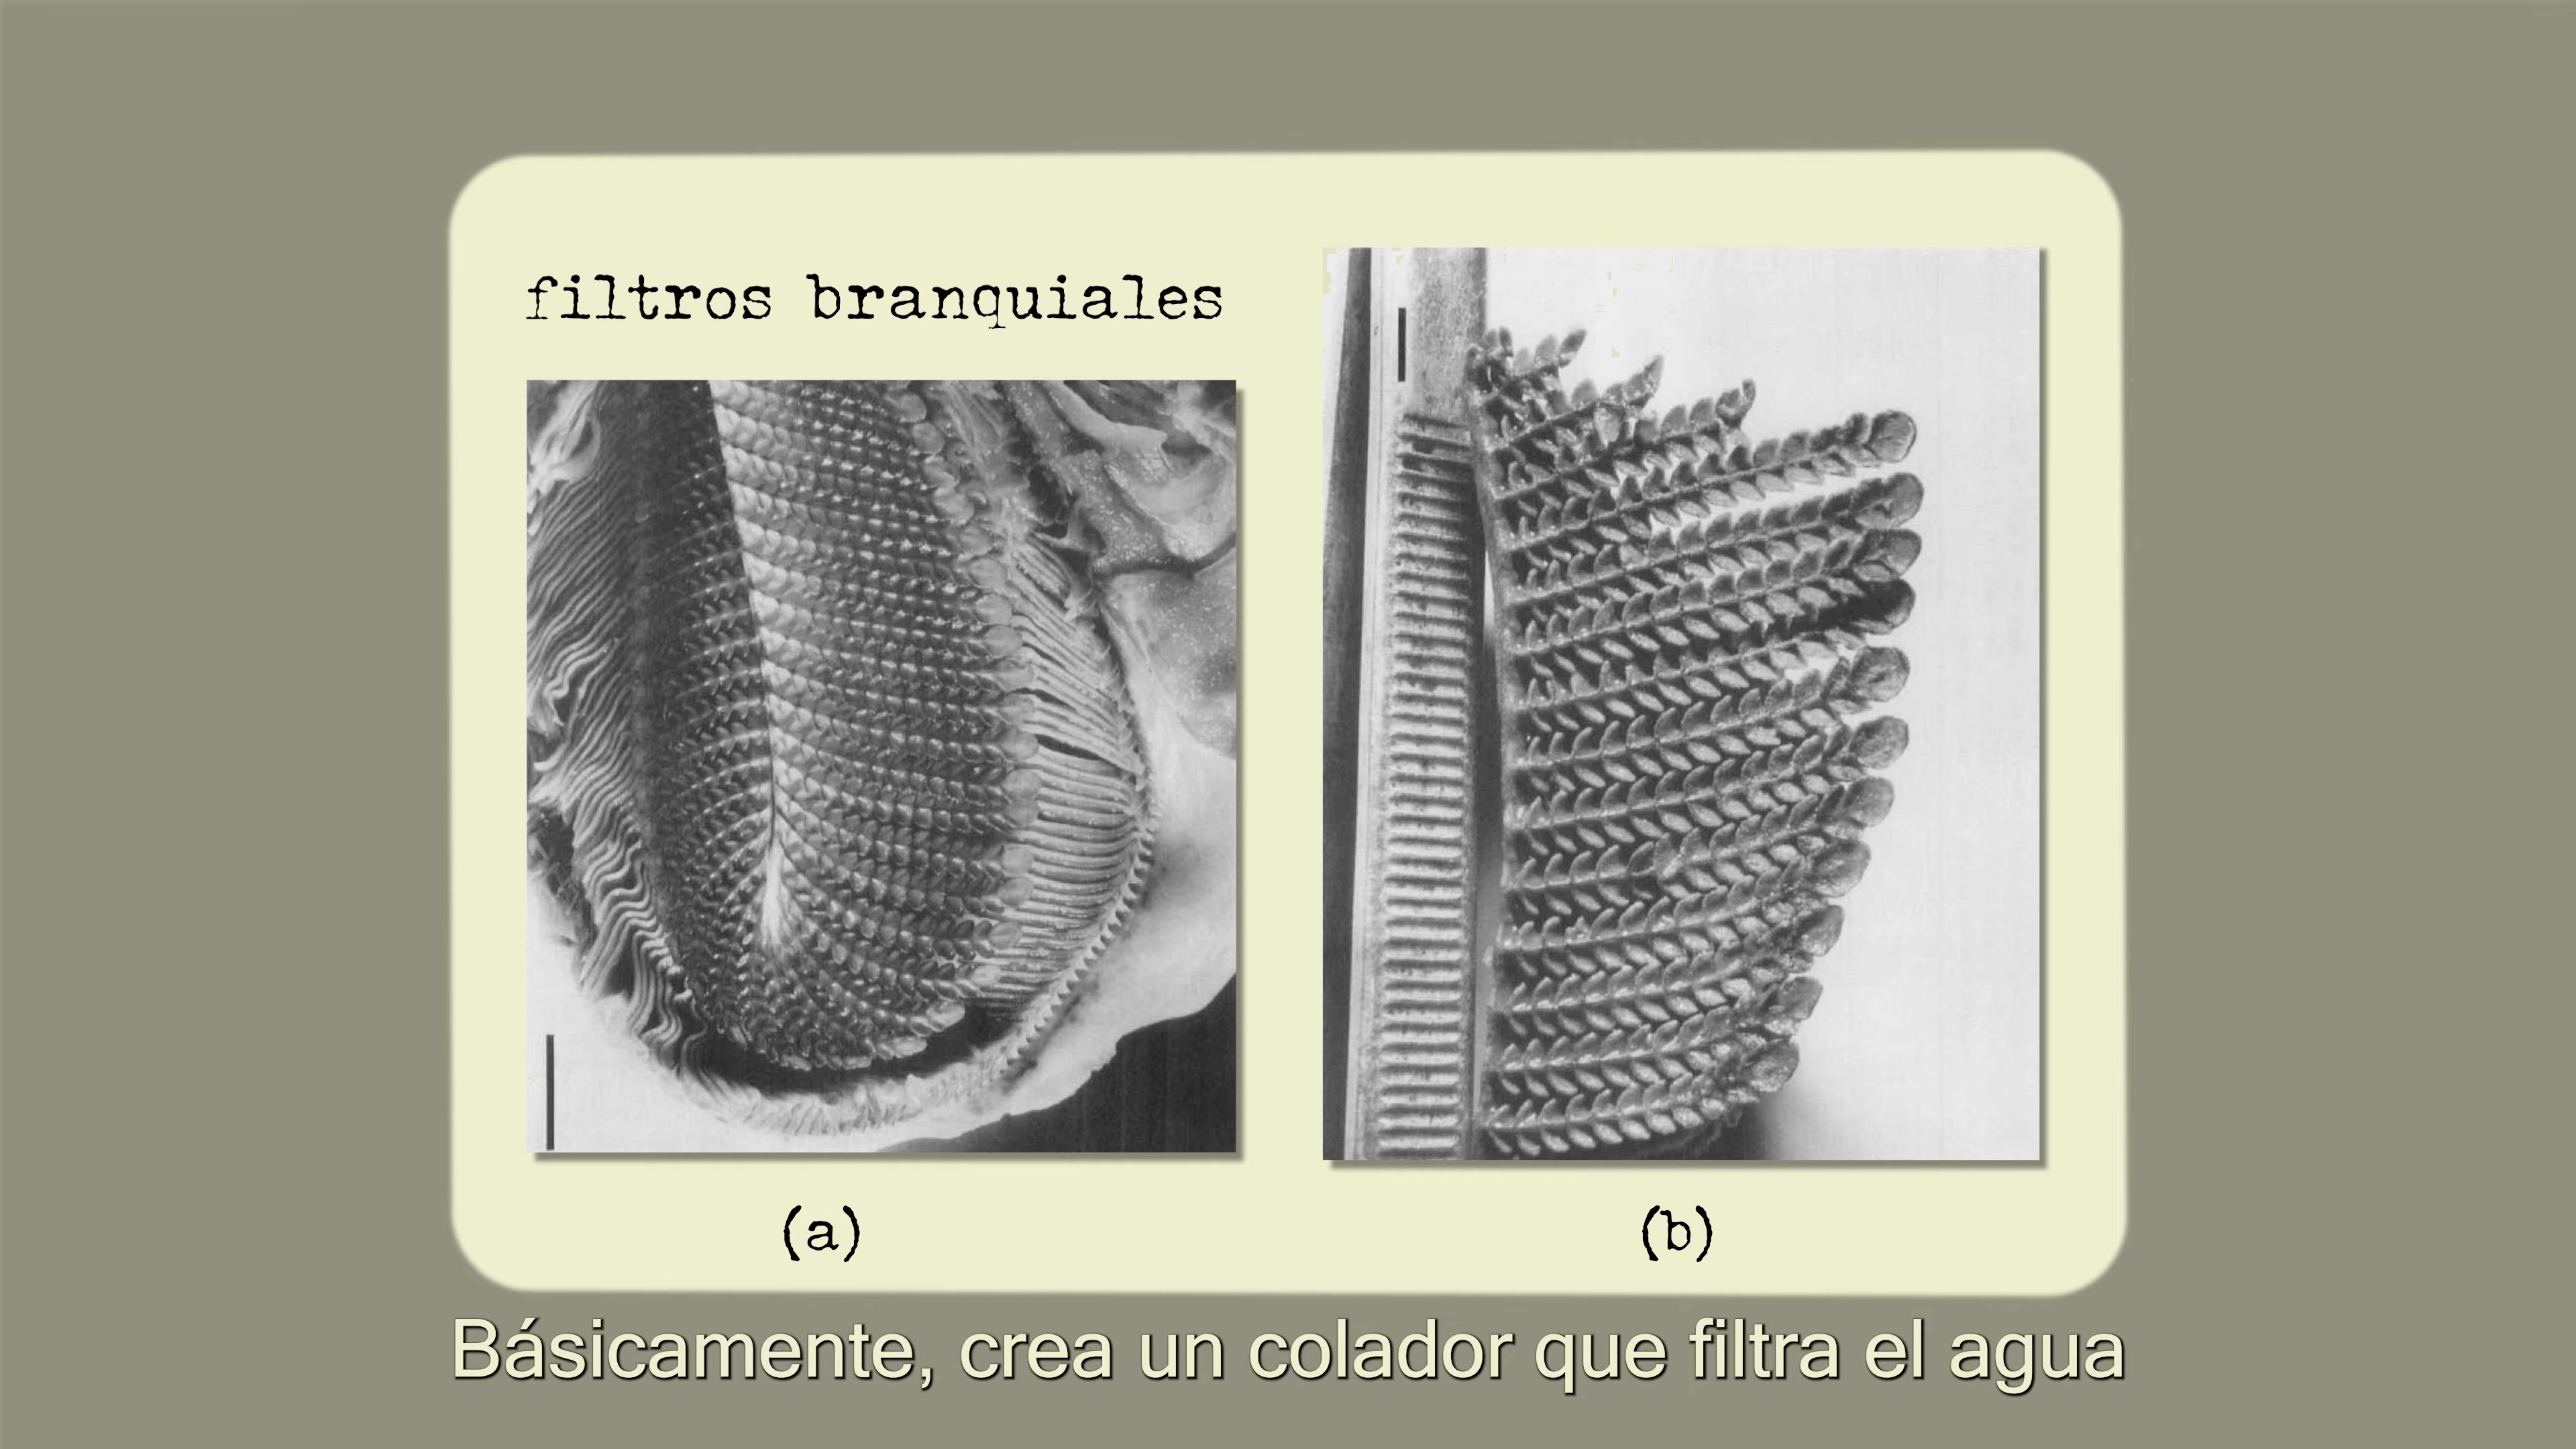 filtros branquiales
(a)
(b)
Básicamente, crea un colador que filtra el agua